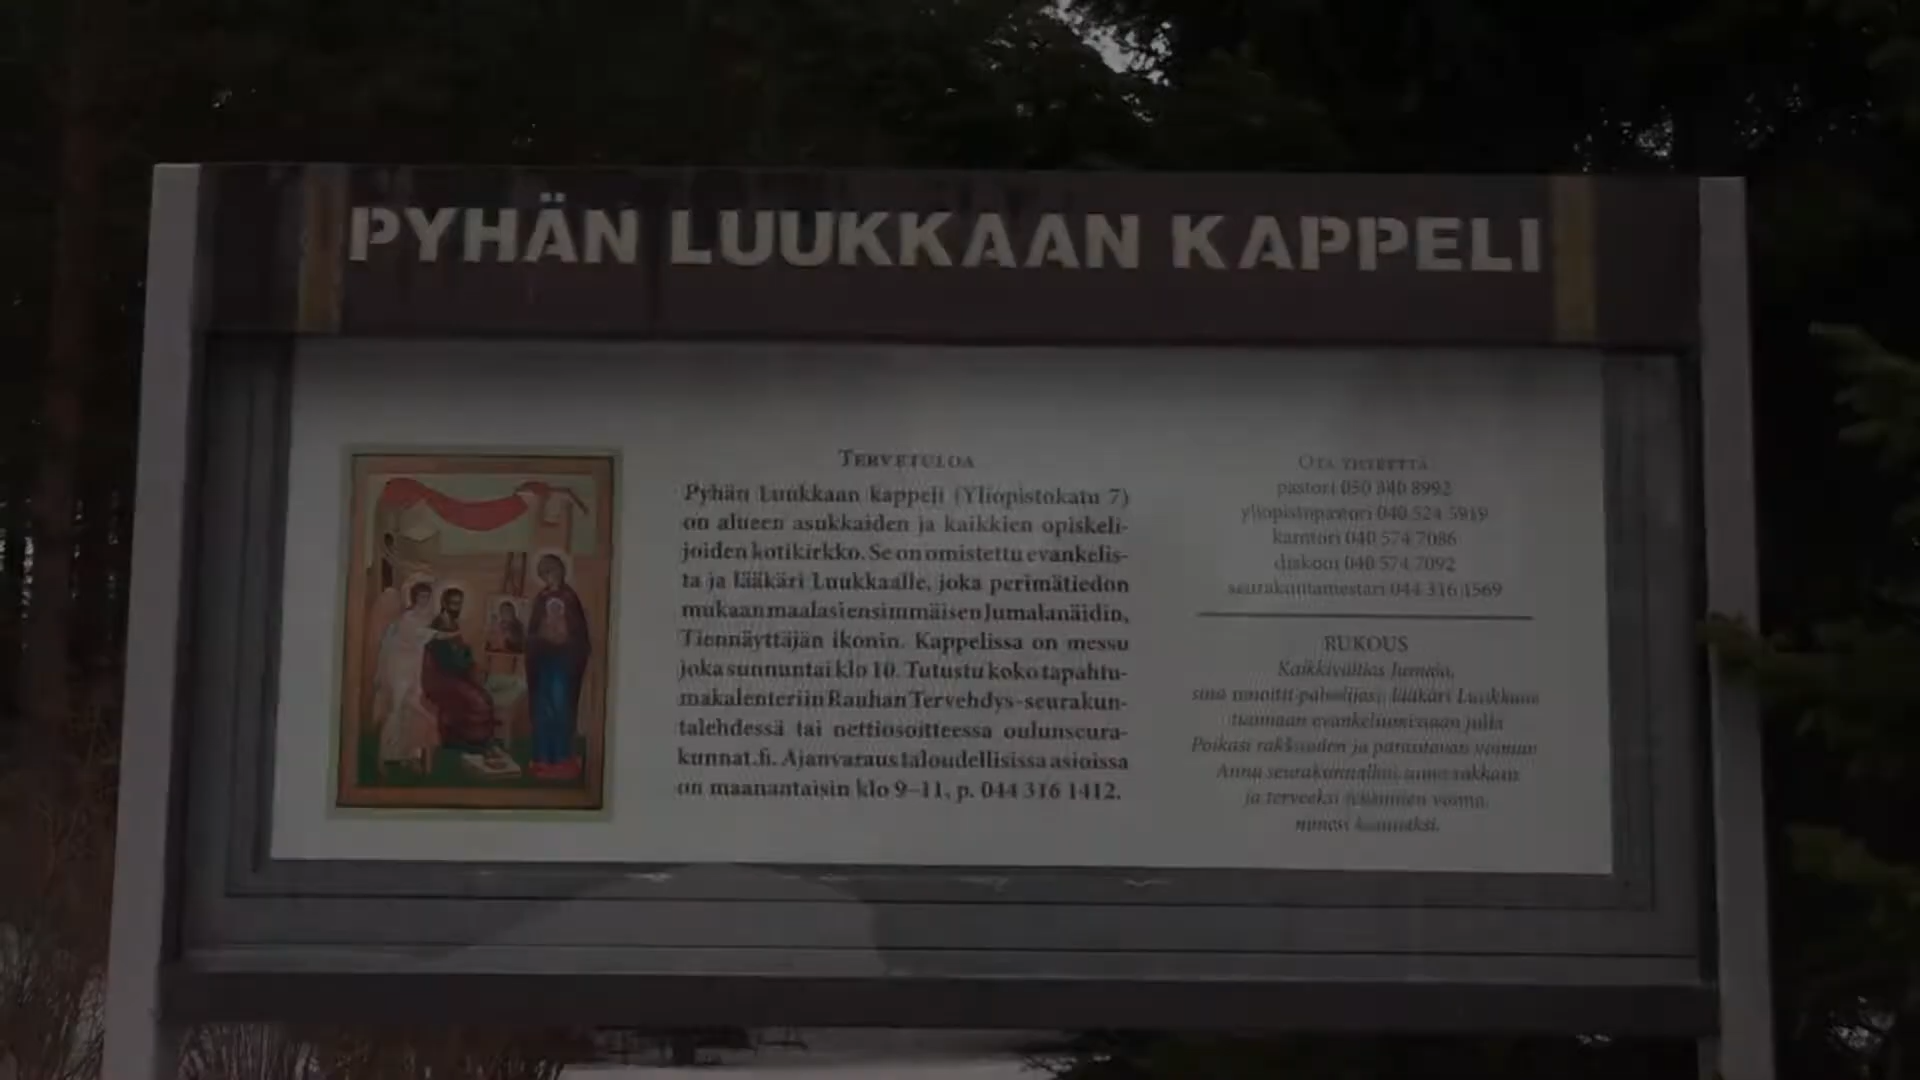 PYHÄN LUUKKAAN KAPPELI
TERVETULOA
Pyhän Luukkaan kappeli (Yliopistokatu 7)
on alueen asukkaiden ja kaikkien opiskeli-
joiden kotikirkko. Se on omistettu evankelis-
ta ja lääkäri Luukkaalle, joka perimätiedon
mukaan maalasi ensimmäisen Jumalanäidin,
Tiennäyttäjän ikonin. Kappelissa on messu
joka sunnuntai klo 10. Tutustu koko tapahtu-
makalenteriin Rauhan Tervehdys -seurakun-
talehdessä tai nettiosoitteessa oulunseura-
kunnat.fi. Ajanvaraus taloudellisissa asioissa
on maanantaisin klo 9–11, p. 044 316 1412.
OTA YHTEYTTÄ
pastori 050 340 8992
yliopistopastori 040 524 5919
kanttori 040 574 7086
diakoni 040 574 7092
seurakuntamestari 044 316 1569
RUKOUS
Kaikkivaltias Jumala,
sinä lääkäri Luukkaan
evankeliumissaan julki
Poikasi rakkauden ja parantavan voiman
Anna seurakunnallesi
ja terveeksi voima,
nimesi kunniaksi.